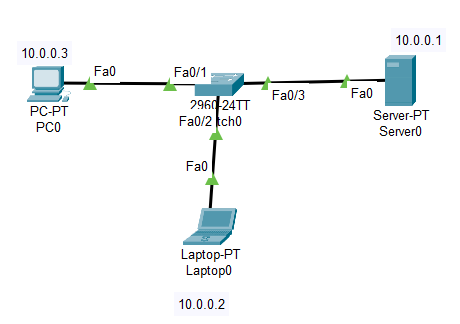 10.0.0.3
10.0.0.1
Fa0
Fa0/1
PC-PT
PC0
2960-24TT
Fa0/2 tch0
Fa0/3
Fa0
Server-PT
Server0
Fa0
Laptop-PT
Laptop0
10.0.0.2